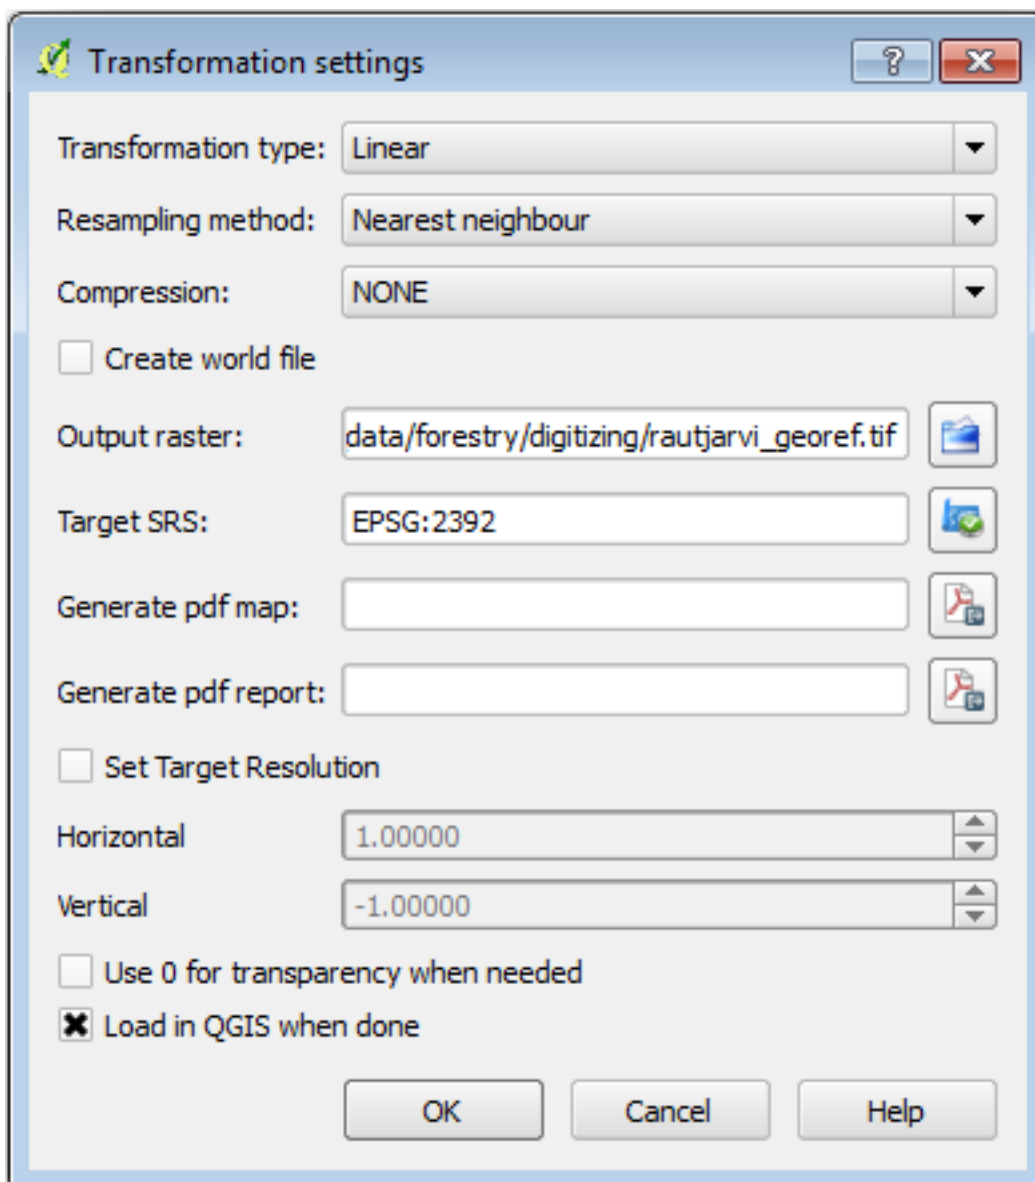 Transformation settings
Transformation type: Linear
Resampling method: Nearest neighbour
Compression: NONE
Create world file
Output raster: data/forestry/digitizing/rautjarvi_georef.tif
Target SRS: EPSG:2392
Generate pdf map:
Generate pdf report:
Set Target Resolution
Horizontal 1.00000
Vertical -1.00000
Use 0 for transparency when needed
Load in QGIS when done
OK Cancel Help